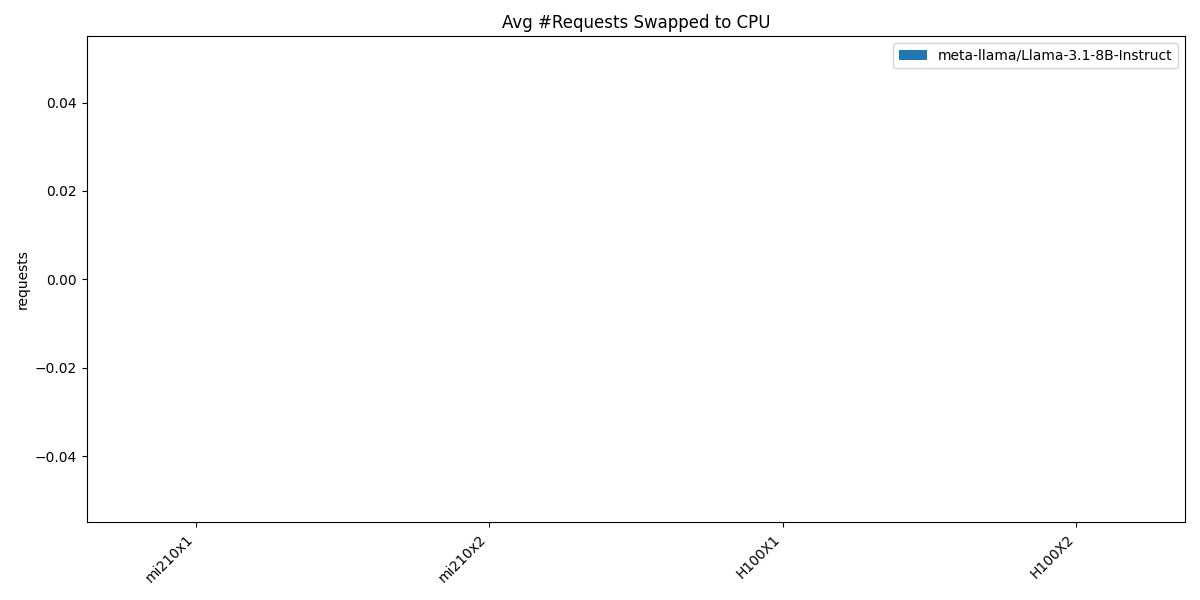 Avg #Requests Swapped to CPU
meta-llama/Llama-3.1-8B-Instruct
requests
0.04
0.02
0.00
−0.02
−0.04
mi210x1
mi210x2
H100X1
H100X2